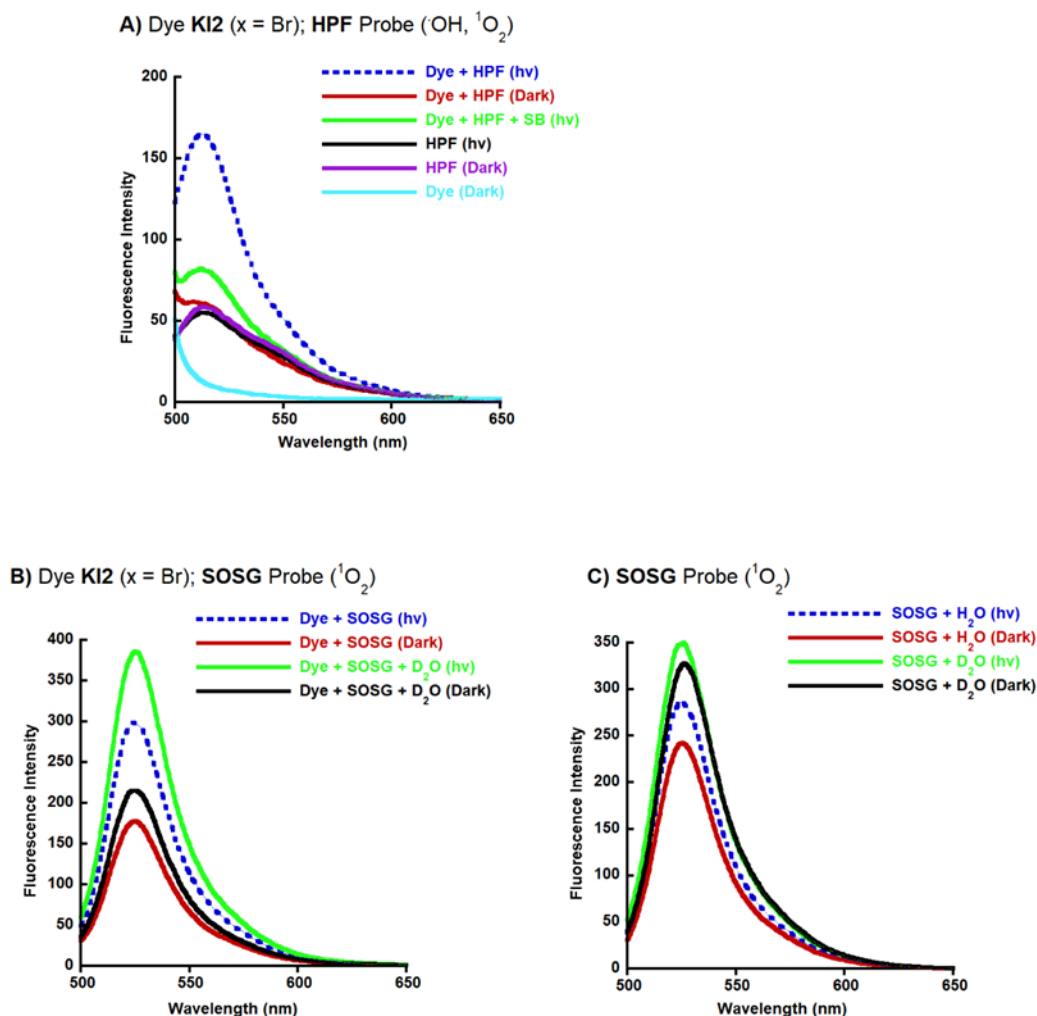 A) Dye KI2 (x = Br); HPF Probe (·OH, ¹O₂)
Dye + HPF (hv)
Dye + HPF (Dark)
Dye + HPF + SB (hv)
HPF (hv)
HPF (Dark)
Dye (Dark)
Fluorescence Intensity
200
150
100
50
0
500 550 600 650
Wavelength (nm)
B) Dye KI2 (x = Br); SOSG Probe (¹O₂)
Dye + SOSG (hv)
Dye + SOSG (Dark)
Dye + SOSG + D₂O (hv)
Dye + SOSG + D₂O (Dark)
Fluorescence Intensity
400
350
300
250
200
150
100
50
0
500 550 600 650
Wavelength (nm)
C) SOSG Probe (¹O₂)
SOSG + H₂O (hv)
SOSG + H₂O (Dark)
SOSG + D₂O (hv)
SOSG + D₂O (Dark)
Fluorescence Intensity
350
300
250
200
150
100
50
0
500 550 600 650
Wavelength (nm)